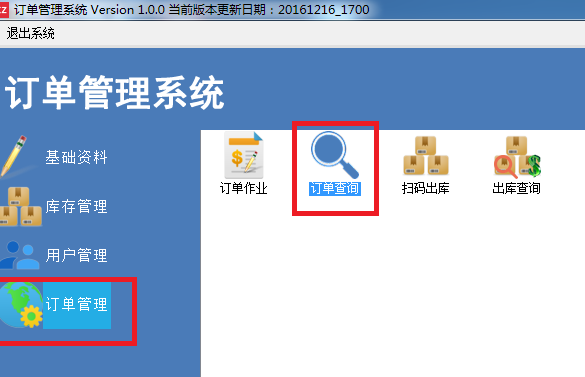 订单管理系统 Version 1.0.0 当前版本更新日期：20161216_1700
退出系统
订单管理系统
基础资料
库存管理
用户管理
订单管理
订单作业
订单查询
扫码出库
出库查询